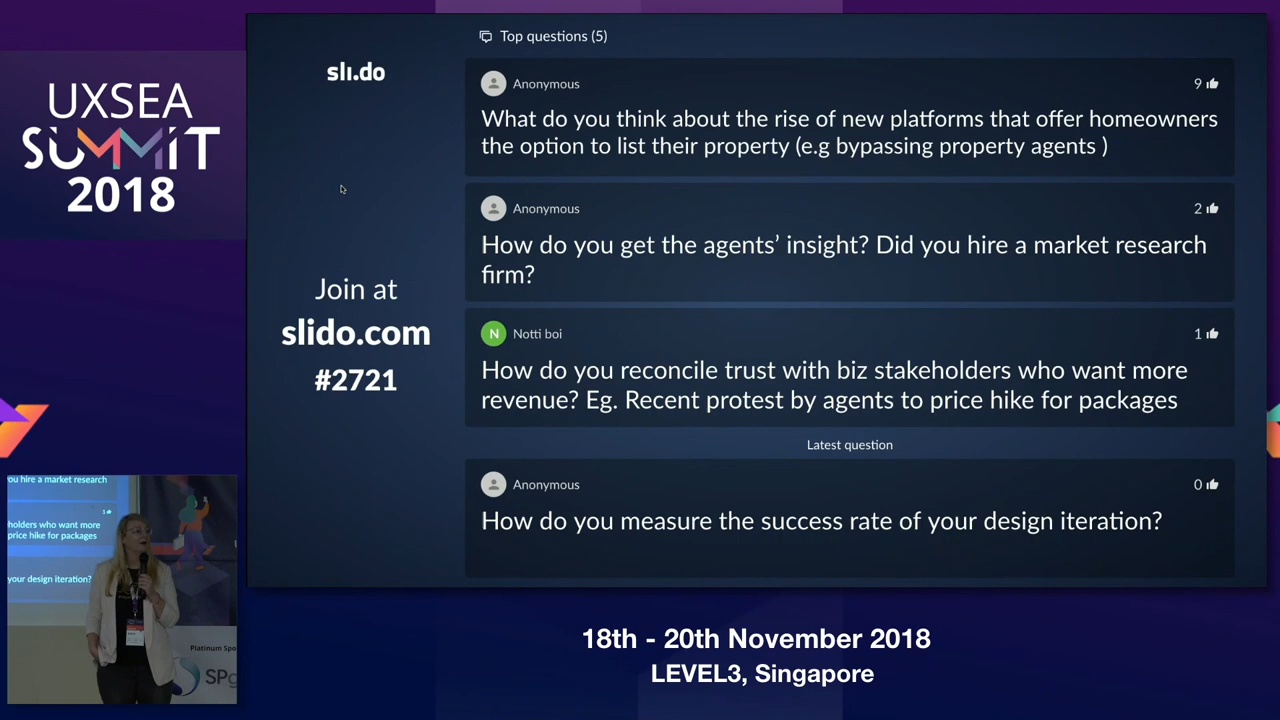 UXSEA
SUMMIT
2018
sli.do
Join at
slido.com
#2721
Top questions (5)
Anonymous
9
What do you think about the rise of new platforms that offer homeowners
the option to list their property (e.g bypassing property agents )
Anonymous
2
How do you get the agents’ insight? Did you hire a market research
firm?
N
Notti boi
1
How do you reconcile trust with biz stakeholders who want more
revenue? Eg. Recent protest by agents to price hike for packages
Latest question
Anonymous
0
How do you measure the success rate of your design iteration?
ou hire a market research
1
holders who want more
price hike for packages
your design iteration?
Platinum Spo
SPg
18th - 20th November 2018
LEVEL3, Singapore